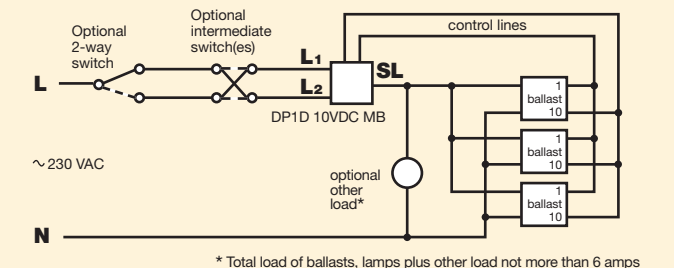 Optional
2-way
switch
Optional
intermediate
switch(es)
control lines
L
L1
L2
SL
DP1D 10VDC MB
1
ballast
10
1
ballast
10
1
ballast
10
~ 230 VAC
optional
other
load*
N
* Total load of ballasts, lamps plus other load not more than 6 amps